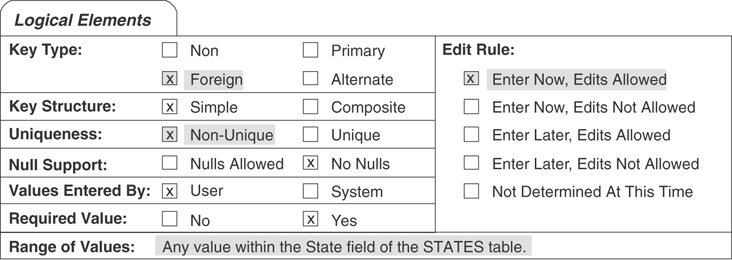 Logical Elements
Key Type: Non Primary
x Foreign Alternate
Key Structure: x Simple Composite
Uniqueness: x Non-Unique Unique
Null Support: Nulls Allowed x No Nulls
Values Entered By: x User System
Required Value: No x Yes
Edit Rule:
x Enter Now, Edits Allowed
Enter Now, Edits Not Allowed
Enter Later, Edits Allowed
Enter Later, Edits Not Allowed
Not Determined At This Time
Range of Values: Any value within the State field of the STATES table.